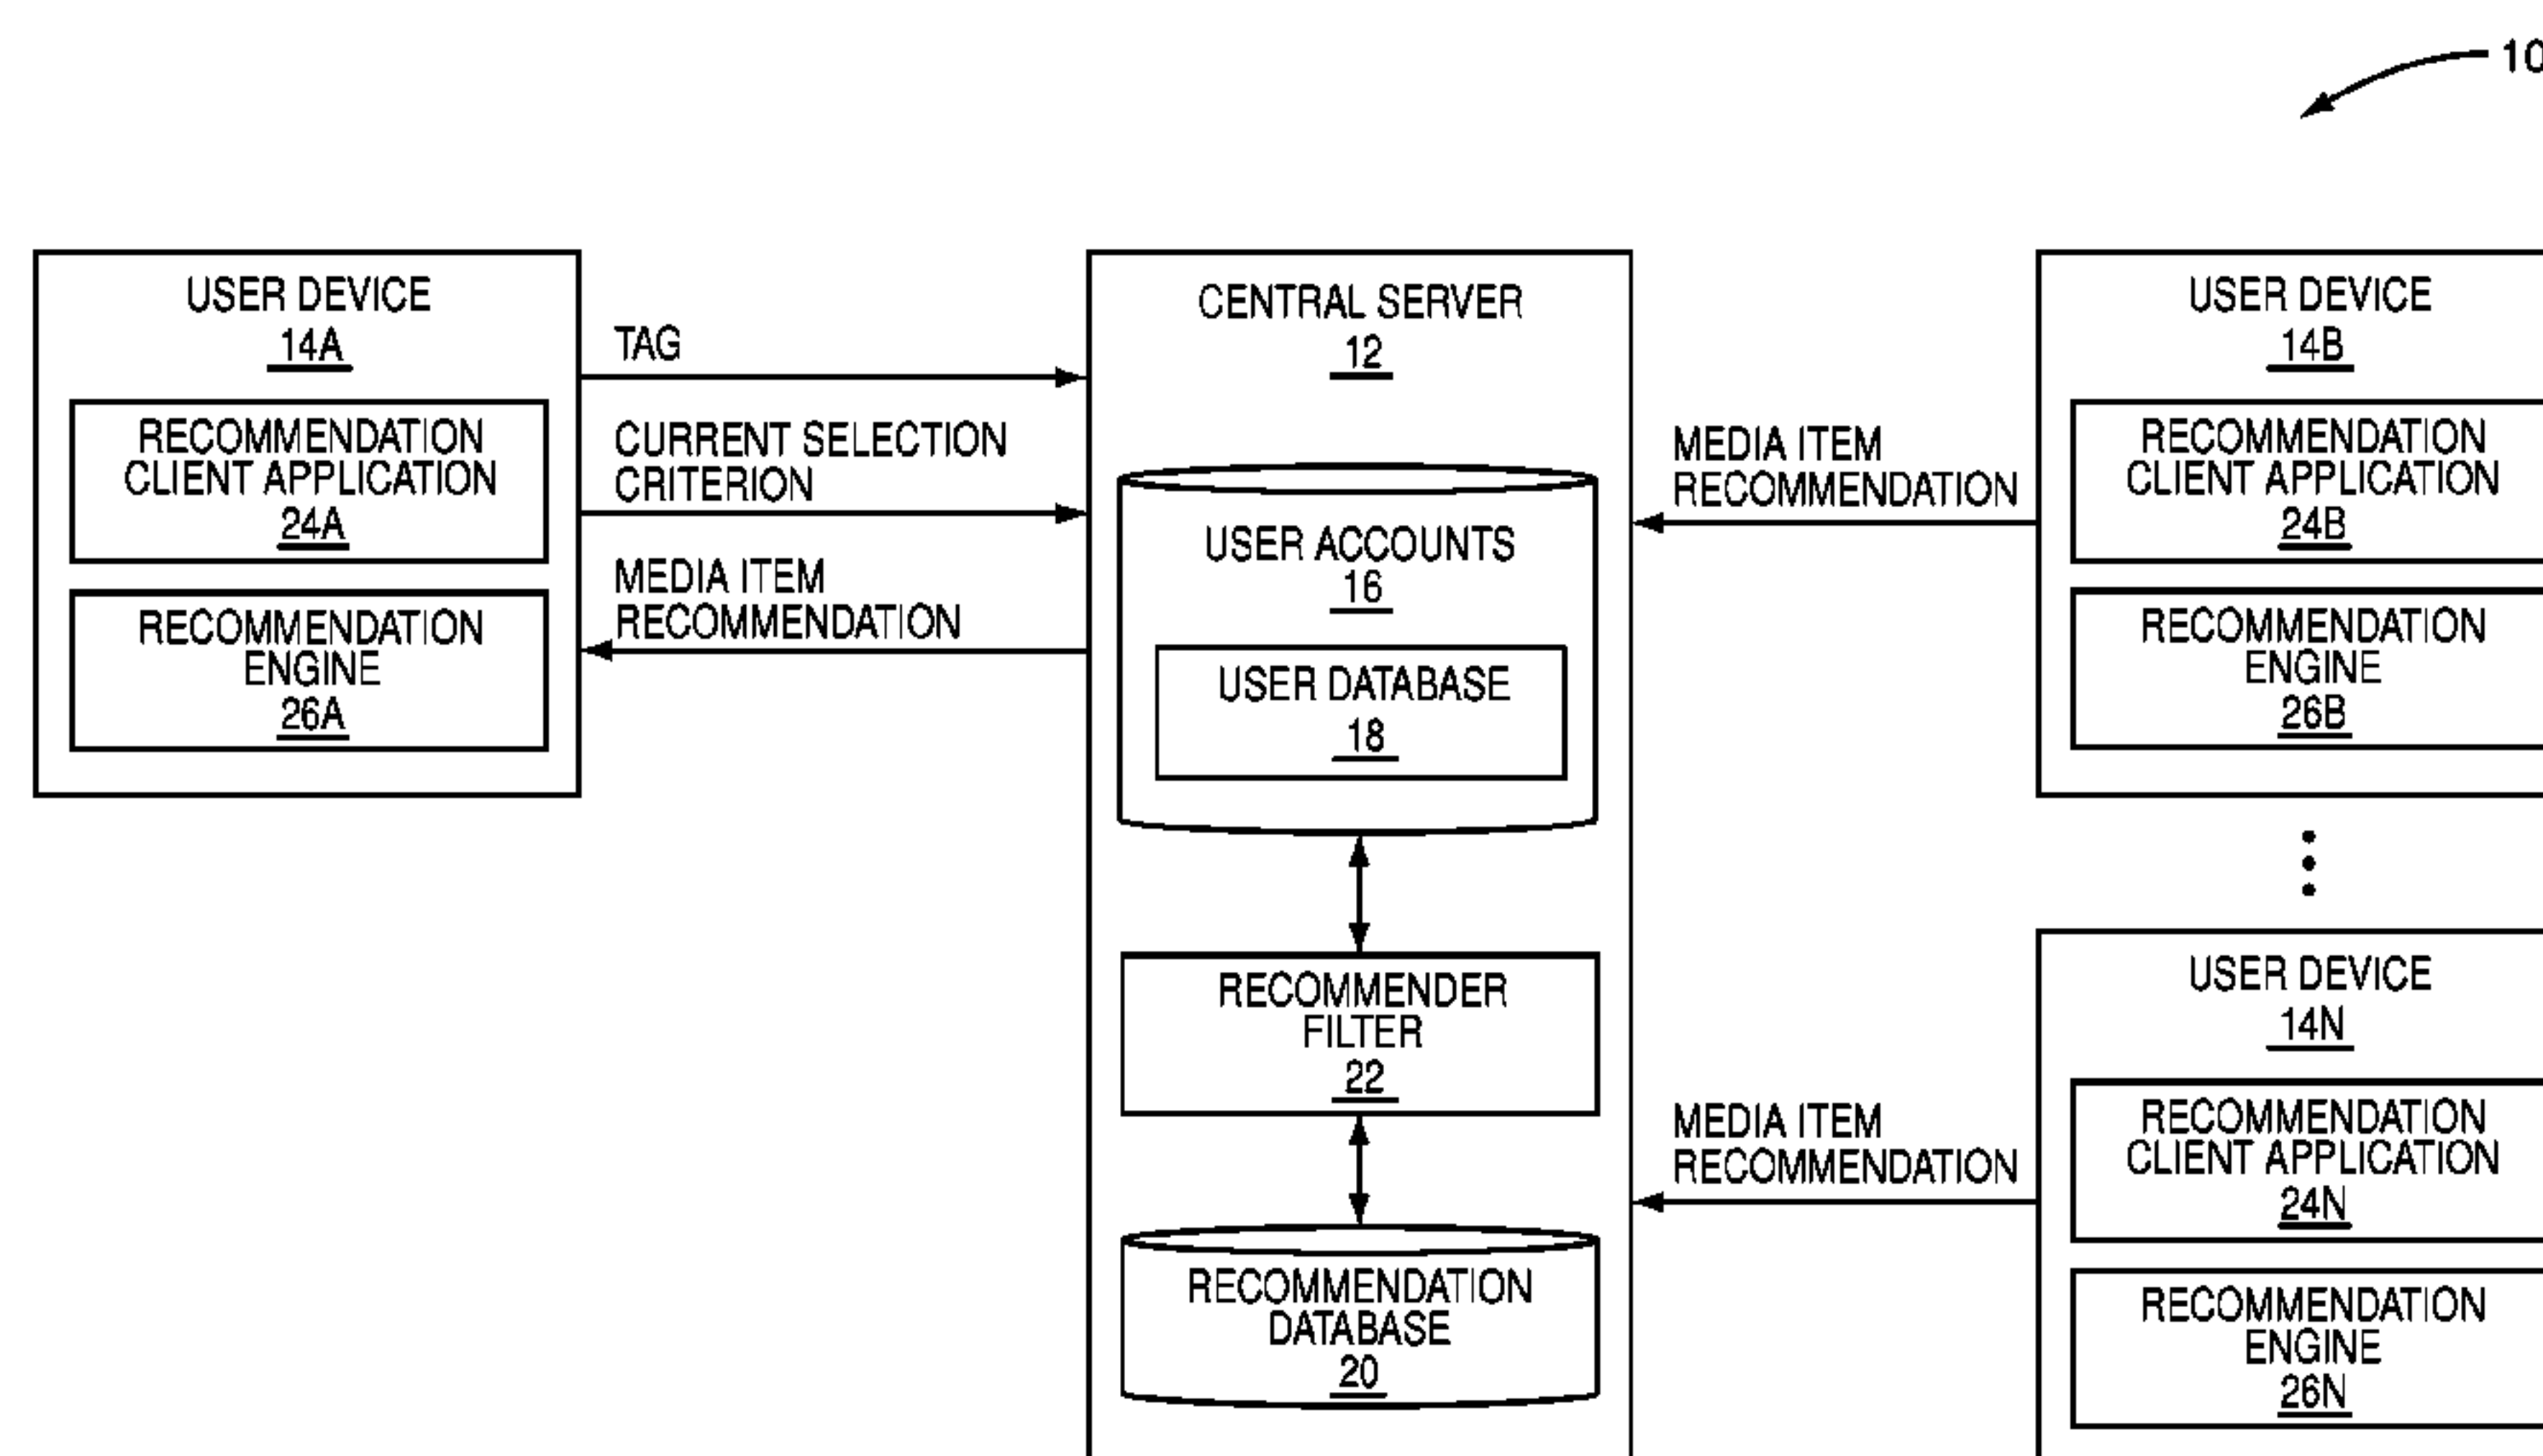 10
USER DEVICE
14A
RECOMMENDATION
CLIENT APPLICATION
24A
RECOMMENDATION
ENGINE
26A
TAG
CURRENT SELECTION
CRITERION
MEDIA ITEM
RECOMMENDATION
CENTRAL SERVER
12
USER ACCOUNTS
16
USER DATABASE
18
RECOMMENDER
FILTER
22
RECOMMENDATION
DATABASE
20
MEDIA ITEM
RECOMMENDATION
USER DEVICE
14B
RECOMMENDATION
CLIENT APPLICATION
24B
RECOMMENDATION
ENGINE
26B
MEDIA ITEM
RECOMMENDATION
USER DEVICE
14N
RECOMMENDATION
CLIENT APPLICATION
24N
RECOMMENDATION
ENGINE
26N